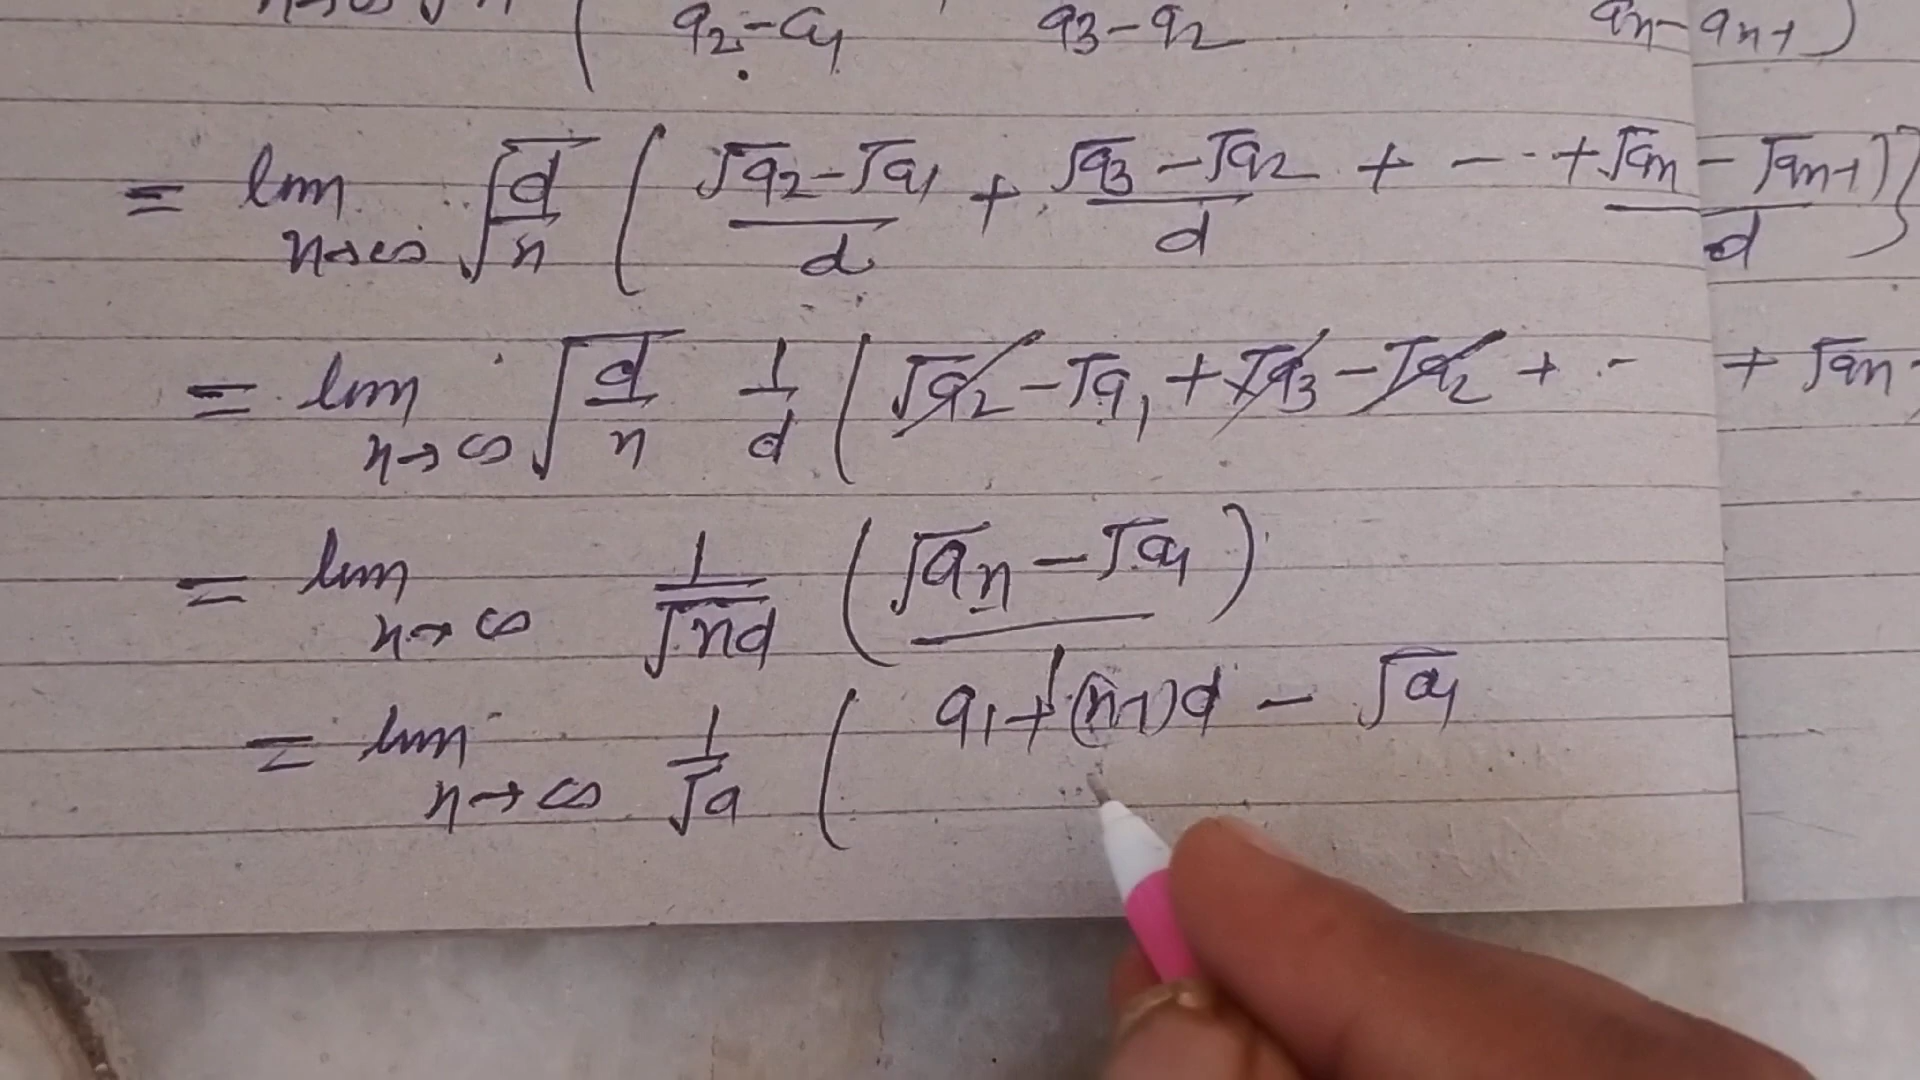 a₂-a₁ a₃-a₂ aₙ-aₙ₊₁)
= lim n→∞ √(d/n) ( (√a₂-√a₁)/d + (√a₃-√a₂)/d + -··+ (√aₙ-√aₙ₋₁)/d )}
= lim n→∞ √(d/n) 1/d ( √a₂-√a₁+√a₃-√a₂+ ·- + √aₙ-
= lim n→∞ 1/√nd ( √aₙ-√a₁ )
= lim n→∞ 1/√a ( a₁+(n-1)d - √a₁